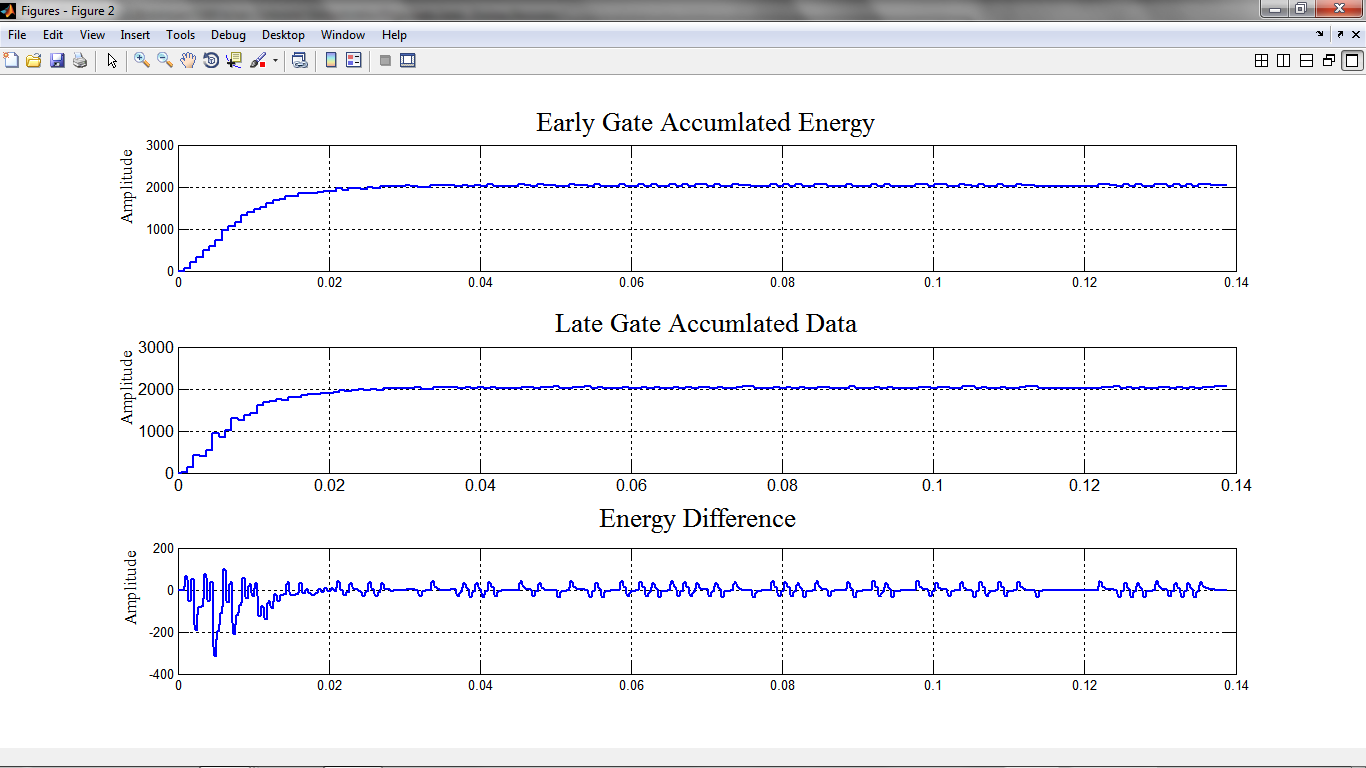 Figures - Figure 2
File Edit View Insert Tools Debug Desktop Window Help
Early Gate Accumlated Energy
Amplitude
3000
2000
1000
0
0 0.02 0.04 0.06 0.08 0.1 0.12 0.14
Late Gate Accumlated Data
Amplitude
3000
2000
1000
0
0 0.02 0.04 0.06 0.08 0.1 0.12 0.14
Energy Difference
Amplitude
200
0
-200
-400
0 0.02 0.04 0.06 0.08 0.1 0.12 0.14